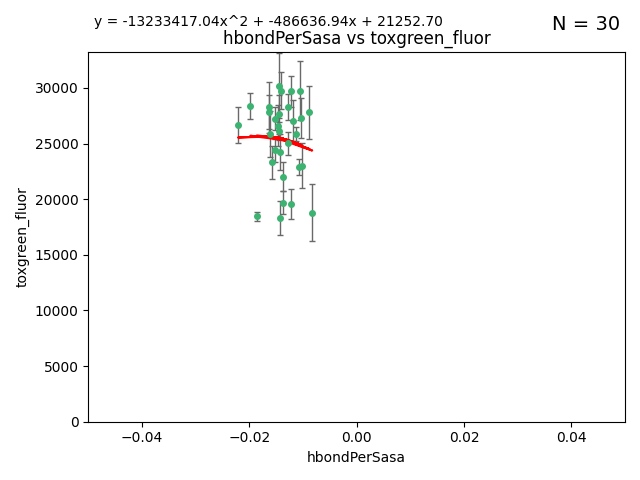 y = -13233417.04x^2 + -486636.94x + 21252.70
N = 30
hbondPerSasa vs toxgreen_fluor
toxgreen_fluor
30000
25000
20000
15000
10000
5000
0
−0.04
−0.02
0.00
0.02
0.04
hbondPerSasa